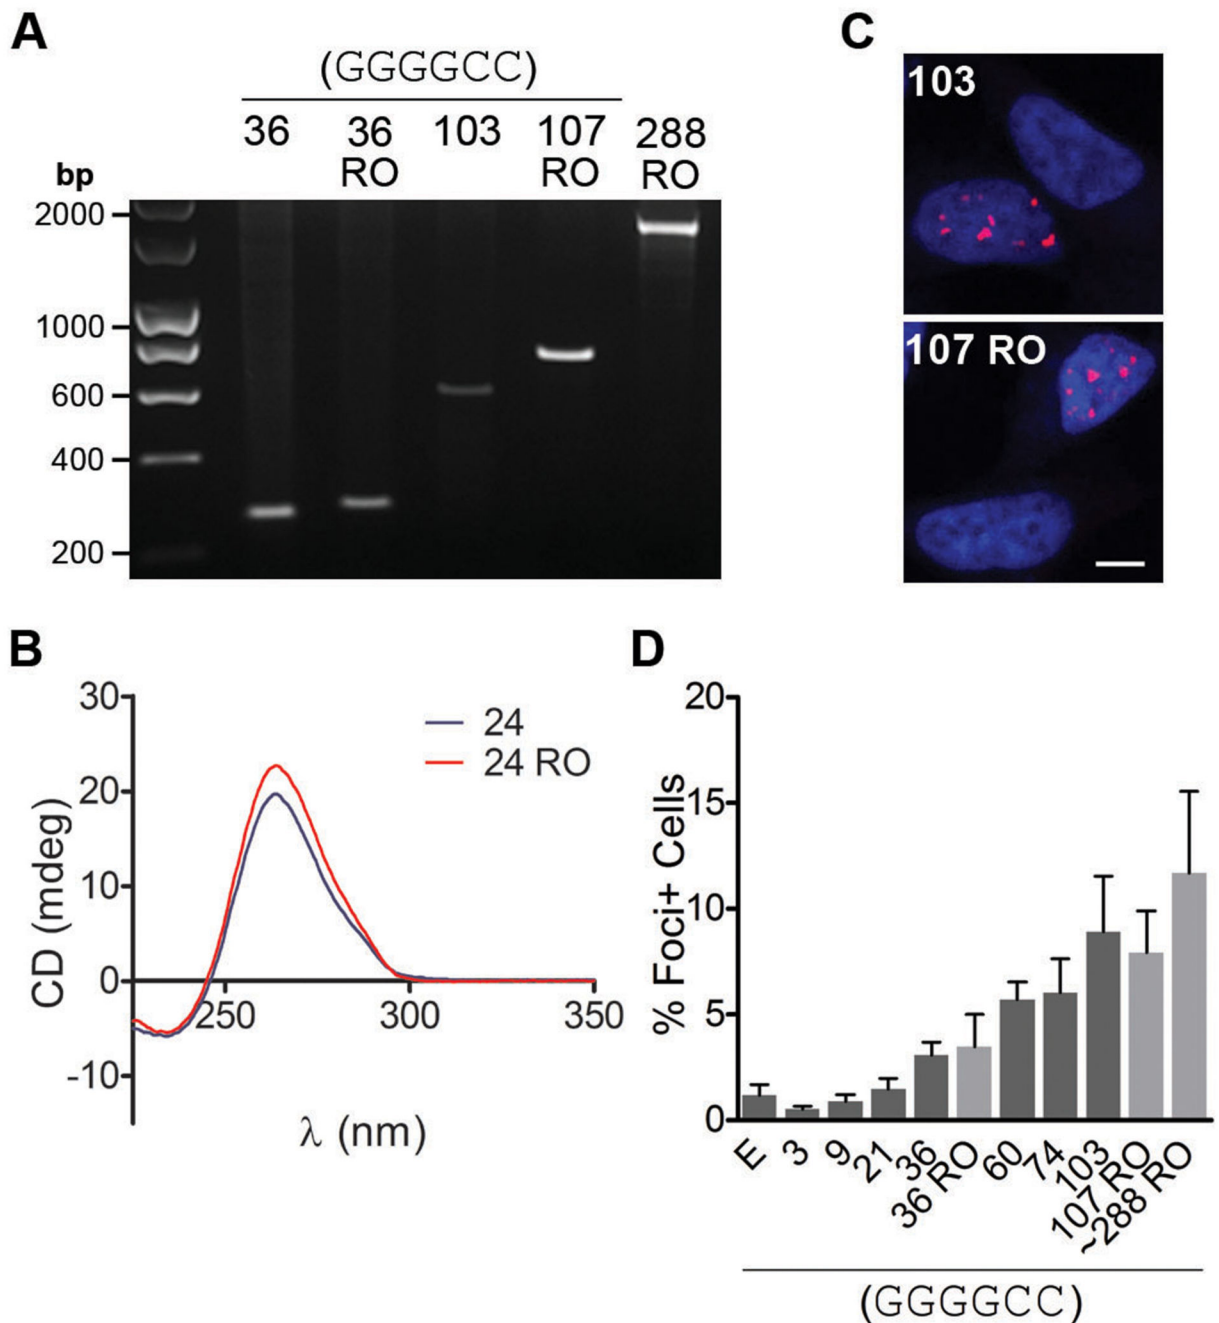 A
(GGGGCC)
36 36 103 107 288
RO RO RO
bp
2000
1000
600
400
200
C
103
107 RO
B
30
20
10
0
-10
250 300 350
CD (mdeg)
λ (nm)
24
24 RO
D
20
15
10
5
0
% Foci+ Cells
E 3 9 21 36 36 RO 60 74 103 107 RO ~288 RO
(GGGGCC)